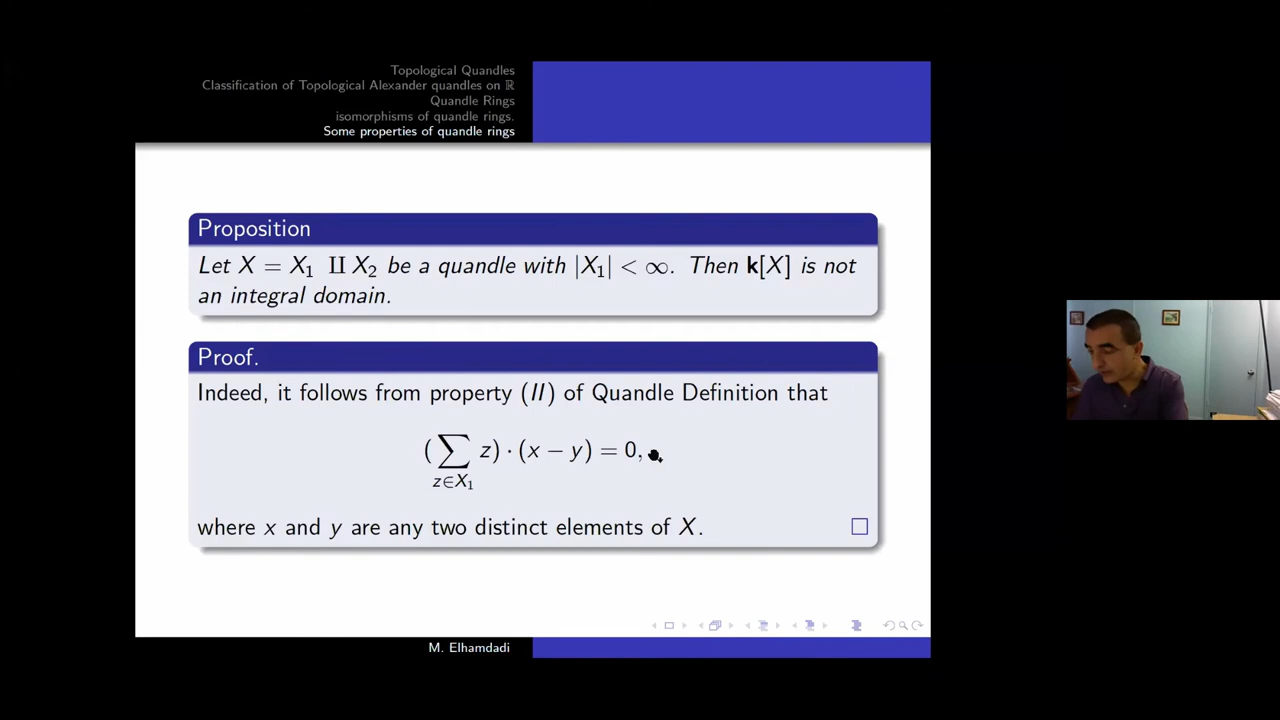 Topological Quandles
Classification of Topological Alexander quandles on ℝ
Quandle Rings
isomorphisms of quandle rings.
Some properties of quandle rings
Proposition
Let X = X₁ ∐ X₂ be a quandle with |X₁| < ∞. Then k[X] is not
an integral domain.
Proof.
Indeed, it follows from property (II) of Quandle Definition that
(∑_{z∈X₁} z) · (x − y) = 0,
where x and y are any two distinct elements of X. □
M. Elhamdadi